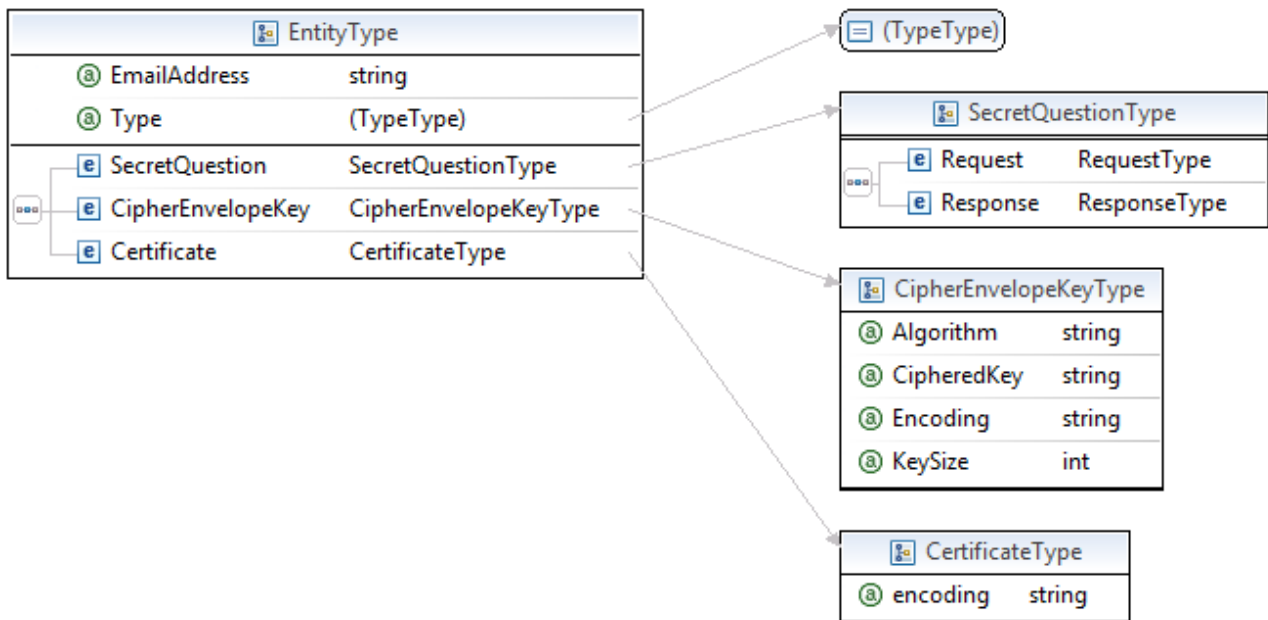 EntityType
EmailAddress string
Type (TypeType)
SecretQuestion SecretQuestionType
CipherEnvelopeKey CipherEnvelopeKeyType
Certificate CertificateType
(TypeType)
SecretQuestionType
Request RequestType
Response ResponseType
CipherEnvelopeKeyType
Algorithm string
CipheredKey string
Encoding string
KeySize int
CertificateType
encoding string